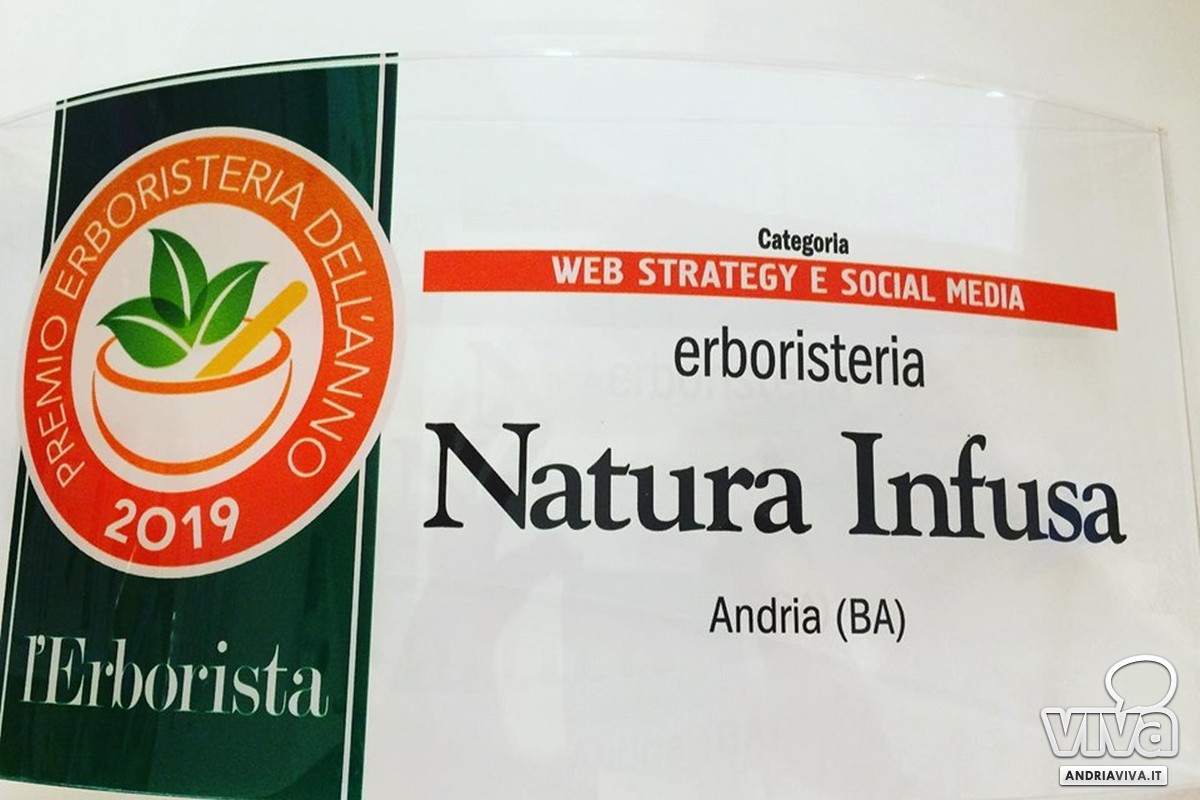 PREMIO ERBORISTERIA DELL'ANNO
2019
l'Erborista
Categoria
WEB STRATEGY E SOCIAL MEDIA
erboristeria
Natura Infusa
Andria (BA)
viva
ANDRIAVIVA.IT